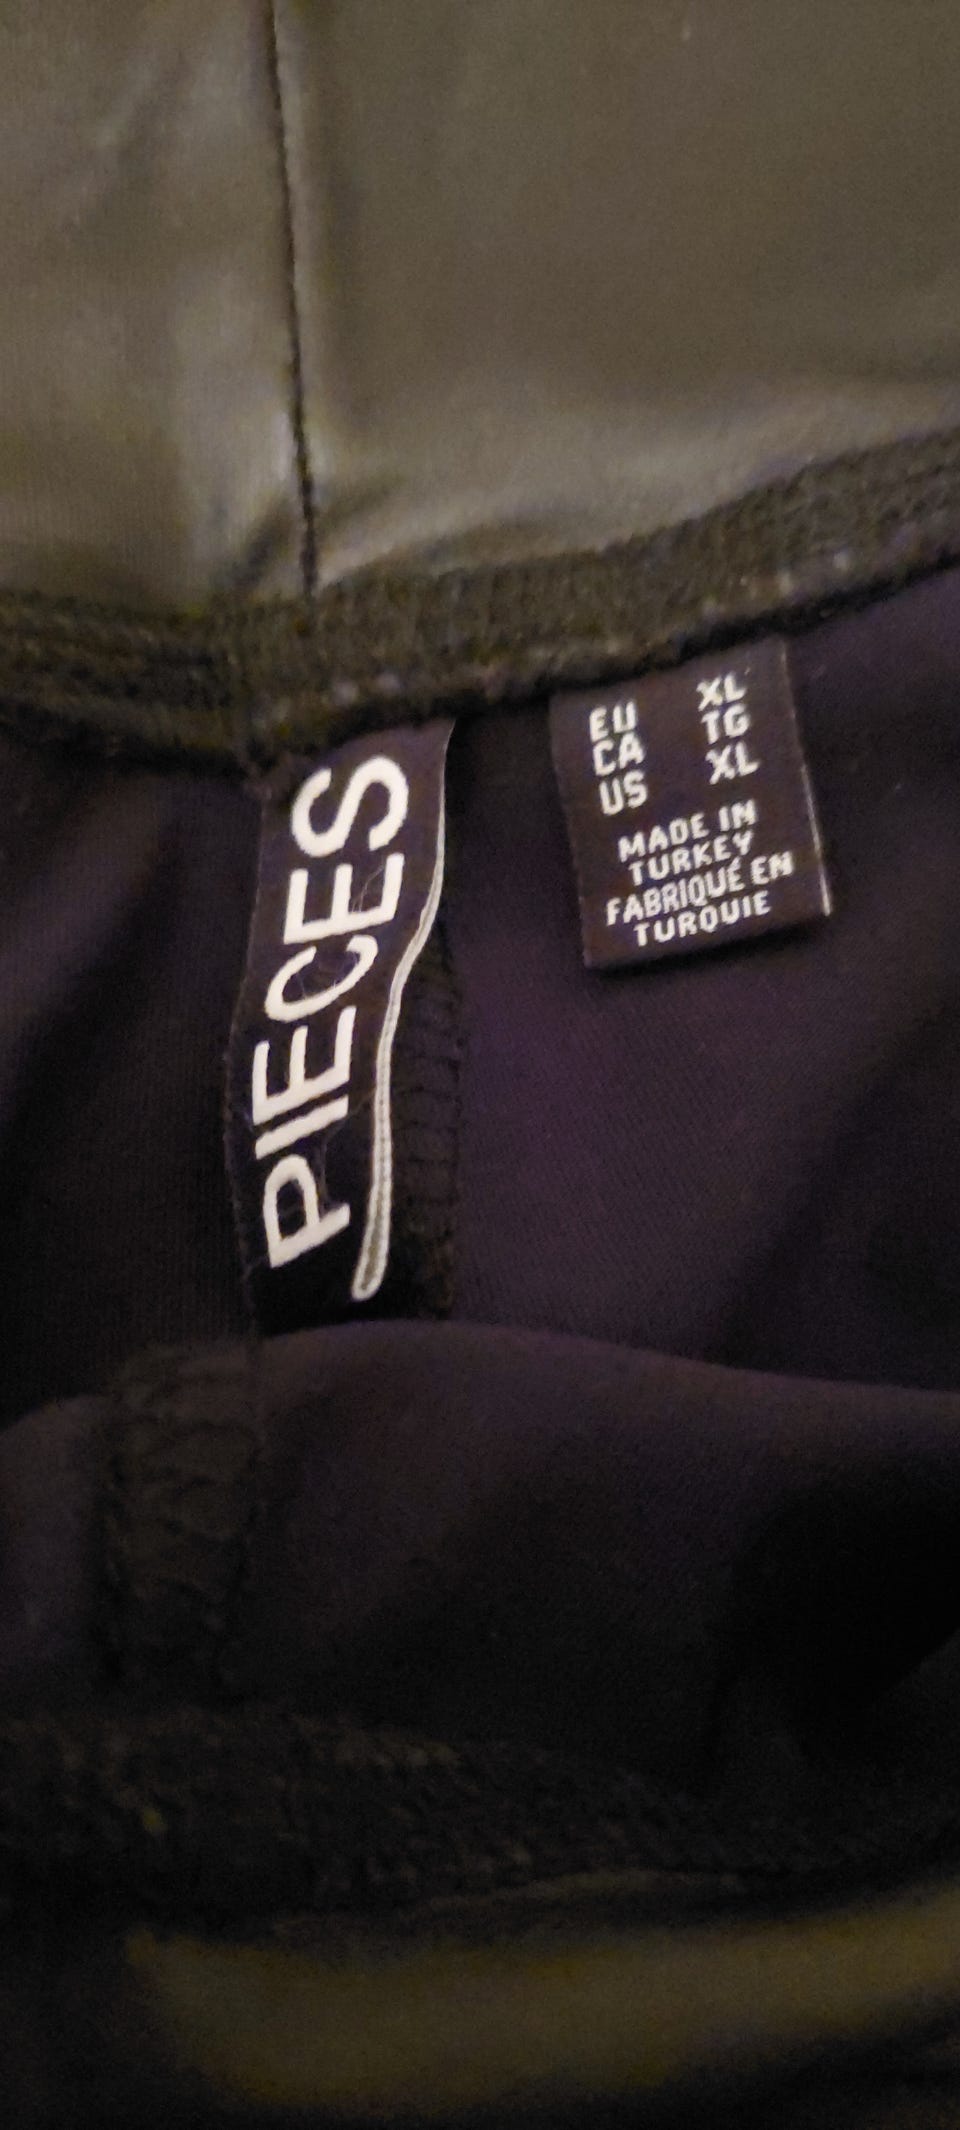 PIECES
EU XL
CA TG
US XL
MADE IN
TURKEY
FABRIQUÉ EN
TURQUIE